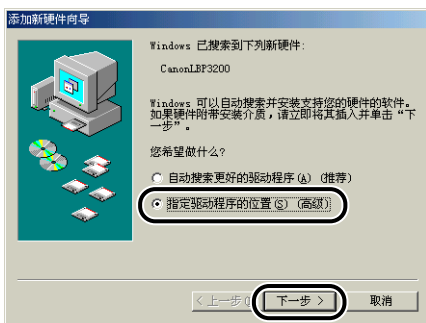 添加新硬件向导
Windows 已搜索到下列新硬件:
CanonLBP3200
Windows 可以自动搜索并安装支持您的硬件的软件。
如果硬件附带安装介质，请立即将其插入并单击“下
一步”。
您希望做什么?
自动搜索更好的驱动程序(A) (推荐)
指定驱动程序的位置(S) (高级)
< 上一步
下一步 >
取消